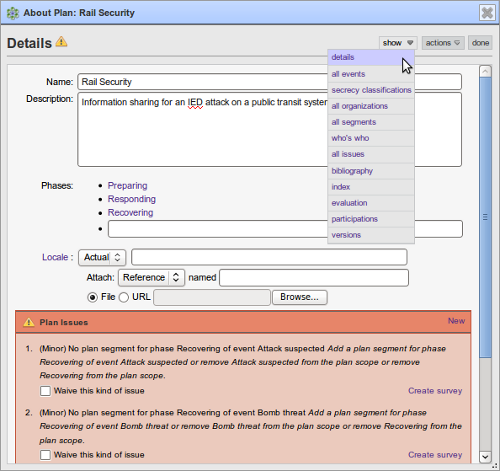 About Plan: Rail Security
Details
show
actions
done
details
all events
secrecy classifications
all organizations
all segments
who's who
all issues
bibliography
index
evaluation
participations
versions
Name:
Rail Security
Description:
Information sharing for an IED attack on a public transit system
Phases:
• Preparing
• Responding
• Recovering
•
Locale :
Actual
Attach:
Reference
named
File
URL
Browse...
Plan Issues
New
1. (Minor) No plan segment for phase Recovering of event Attack suspected Add a plan segment for phase
Recovering of event Attack suspected or remove Attack suspected from the plan scope or remove
Recovering from the plan scope.
Waive this kind of issue
Create survey
2. (Minor) No plan segment for phase Recovering of event Bomb threat Add a plan segment for phase
Recovering of event Bomb threat or remove Bomb threat from the plan scope or remove Recovering from
the plan scope.
Waive this kind of issue
Create survey